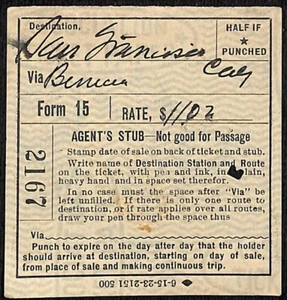 Destination,
HALF IF
★
PUNCHED
San Francisco
Cal
Via Benicia
Form 15
RATE, $ 1102
AGENT'S STUB — Not good for Passage
2167
Stamp date of sale on back of ticket and stub.
Write name of Destination Station and Route
on the ticket, with pen and ink, in plain,
heavy hand and in space set therefor.
In no case must the space after "Via" be
left unfilled. If there is only one route to
destination, or if rate applies over all routes,
draw your pen through the space thus
Via
Punch to expire on the day after day that the holder
should arrive at destination, starting on day of sale,
from place of sale and making continuous trip.
6-15-23-2151 500